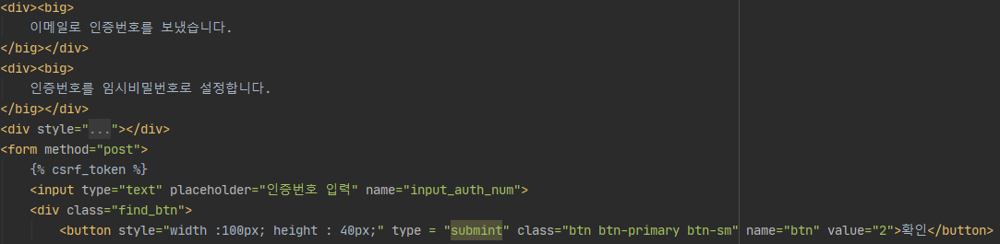 <div><big>
이메일로 인증번호를 보냈습니다.
</big></div>
<div><big>
인증번호를 임시비밀번호로 설정합니다.
</big></div>
<div style="..."></div>
<form method="post">
{% csrf_token %}
<input type="text" placeholder="인증번호 입력" name="input_auth_num">
<div class="find_btn">
<button style="width :100px; height : 40px;" type = "submint" class="btn btn-primary btn-sm" name="btn" value="2">확인</button>